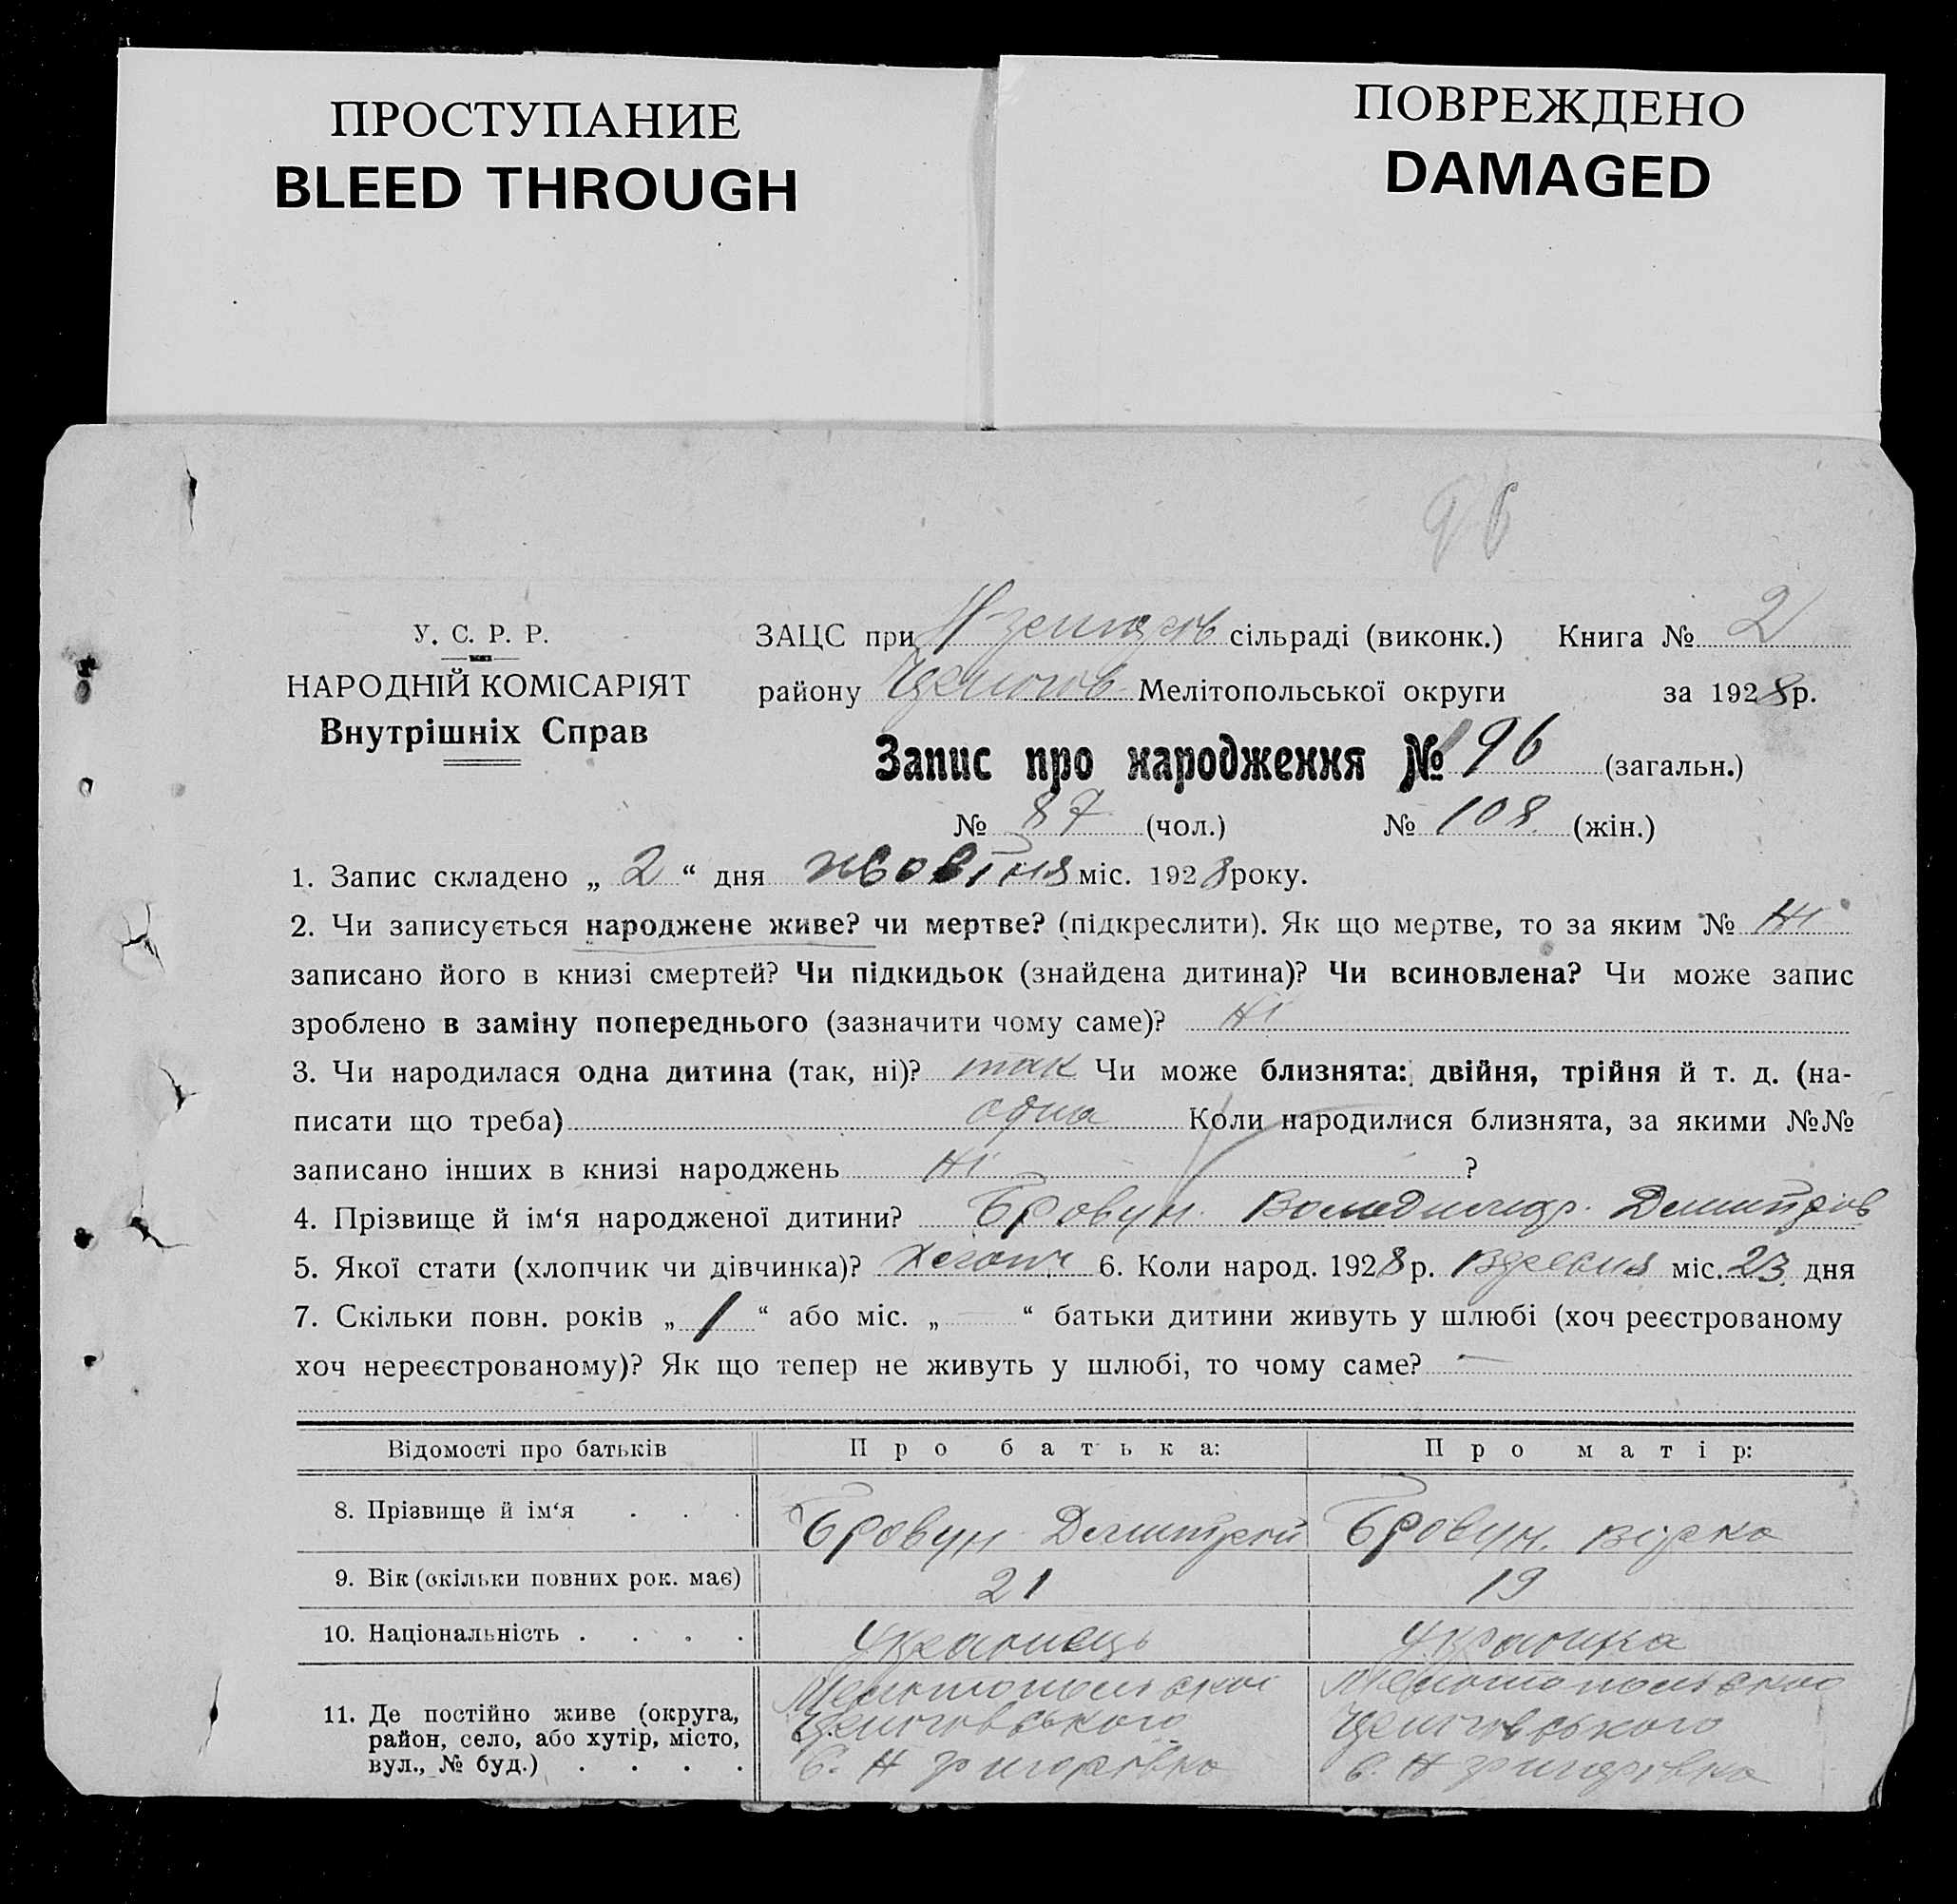 ПРОСТУПАНИЕ
BLEED THROUGH
ПОВРЕЖДЕНО
DAMAGED
96
У. С. Р. Р.
НАРОДНІЙ КОМІСАРІЯТ
Внутрішніх Справ
ЗАЦС при сільраді (виконк.) Книга № 2
району Мелітопольської округи за 1928 р.
Запис про народження № 196 (загальн.)
№ 87 (чол.) № 108 (жін.)
1. Запис складено „ 2 “ дня жовтня міс. 1928 року.
2. Чи записується народжене живе? чи мертве? (підкреслити). Як що мертве, то за яким № Ні
записано його в книзі смертей? Чи підкидьок (знайдена дитина)? Чи всиновлена? Чи може запис
зроблено в заміну попереднього (зазначити чому саме)? Ні
3. Чи народилася одна дитина (так, ні)? так Чи може близнята: двійня, трійня й т. д. (на-
писати що треба) одна Коли народилися близнята, за якими №№
записано інших в книзі народжень Ні ?
4. Прізвище й ім‘я народженої дитини? Бровун Володимир Дмитрів
5. Якої стати (хлопчик чи дівчинка)? 6. Коли народ. 1928 р. Вересня міс. 23 дня
7. Скільки повн. років „ 1 “ або міс. „ — “ батьки дитини живуть у шлюбі (хоч реєстрованому
хоч нереєстрованому)? Як що тепер не живуть у шлюбі, то чому саме? —
Відомості про батьків Про батька: Про матір:
8. Прізвище й ім‘я . . . Бровун Дмитрій Бровун Вірка
9. Вік (скільки повних рок. має) 21 19
10. Національність . . . . Українець Українка
11. Де постійно живе (округа, Мелитопольскої Мелитопольскої
район, село, або хутір, місто,
вул., № буд.) . . . . с. Н Григорівка с. Н Григорівка